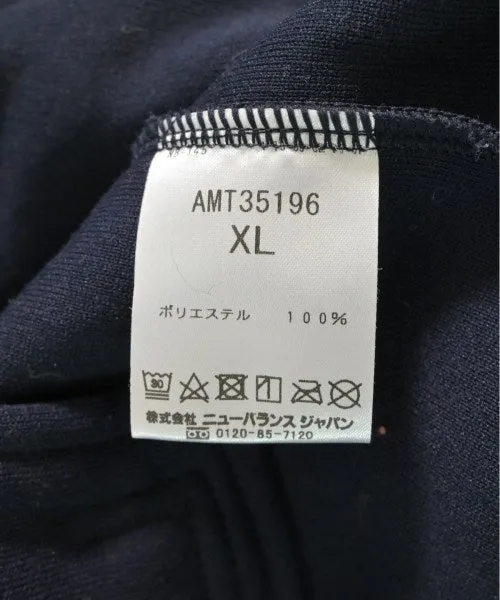 AMT35196
XL
ポリエステル 100%
30
株式会社 ニューバランス ジャパン
0120-85-7120